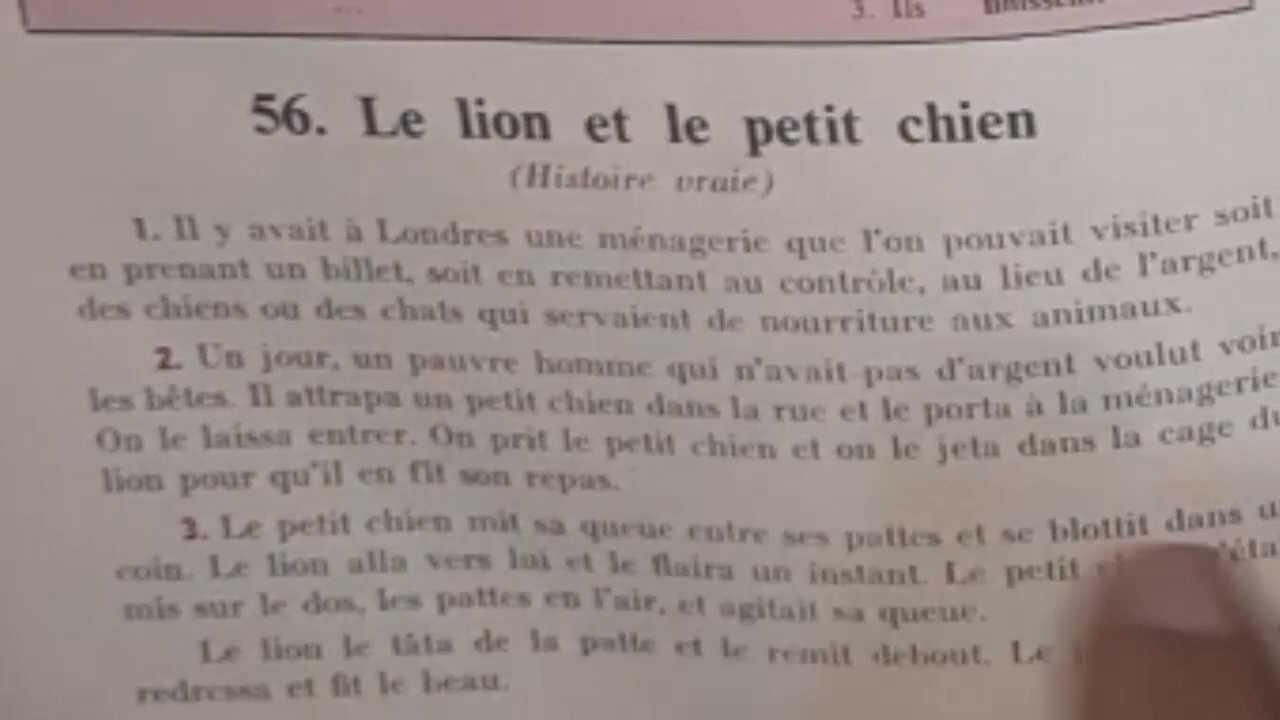 3. Ils
56. Le lion et le petit chien
(Histoire vraie)
1. Il y avait à Londres une ménagerie que l'on pouvait visiter soit
en prenant un billet, soit en remettant au contrôle, au lieu de l'argent,
des chiens ou des chats qui servaient de nourriture aux animaux.
2. Un jour, un pauvre homme qui n'avait pas d'argent voulut voir
les bêtes. Il attrapa un petit chien dans la rue et le porta à la ménagerie
On le laissa entrer. On prit le petit chien et on le jeta dans la cage du
lion pour qu'il en fît son repas.
3. Le petit chien mit sa queue entre ses pattes et se blottit dans u
coin. Le lion alla vers lui et le flaira un instant. Le petit
mis sur le dos, les pattes en l'air, et agitait sa queue.
Le lion le tâta de la patte et le remit debout. Le
redressa et fit le beau.